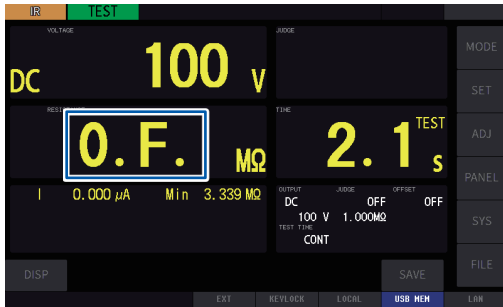 IR TEST
VOLTAGE
DC 100 V
JUDGE
MODE
SET
RESISTANCE
0.F. MΩ
TIME
2.1 s
TEST
ADJ
PANEL
I 0.000 μA Min 3.339 MΩ
OUTPUT JUDGE OFFSET
DC OFF OFF
100 V 1.000MΩ
TEST TIME
CONT
SYS
DISP
SAVE
FILE
EXT KEYLOCK LOCAL USB MEM LAN